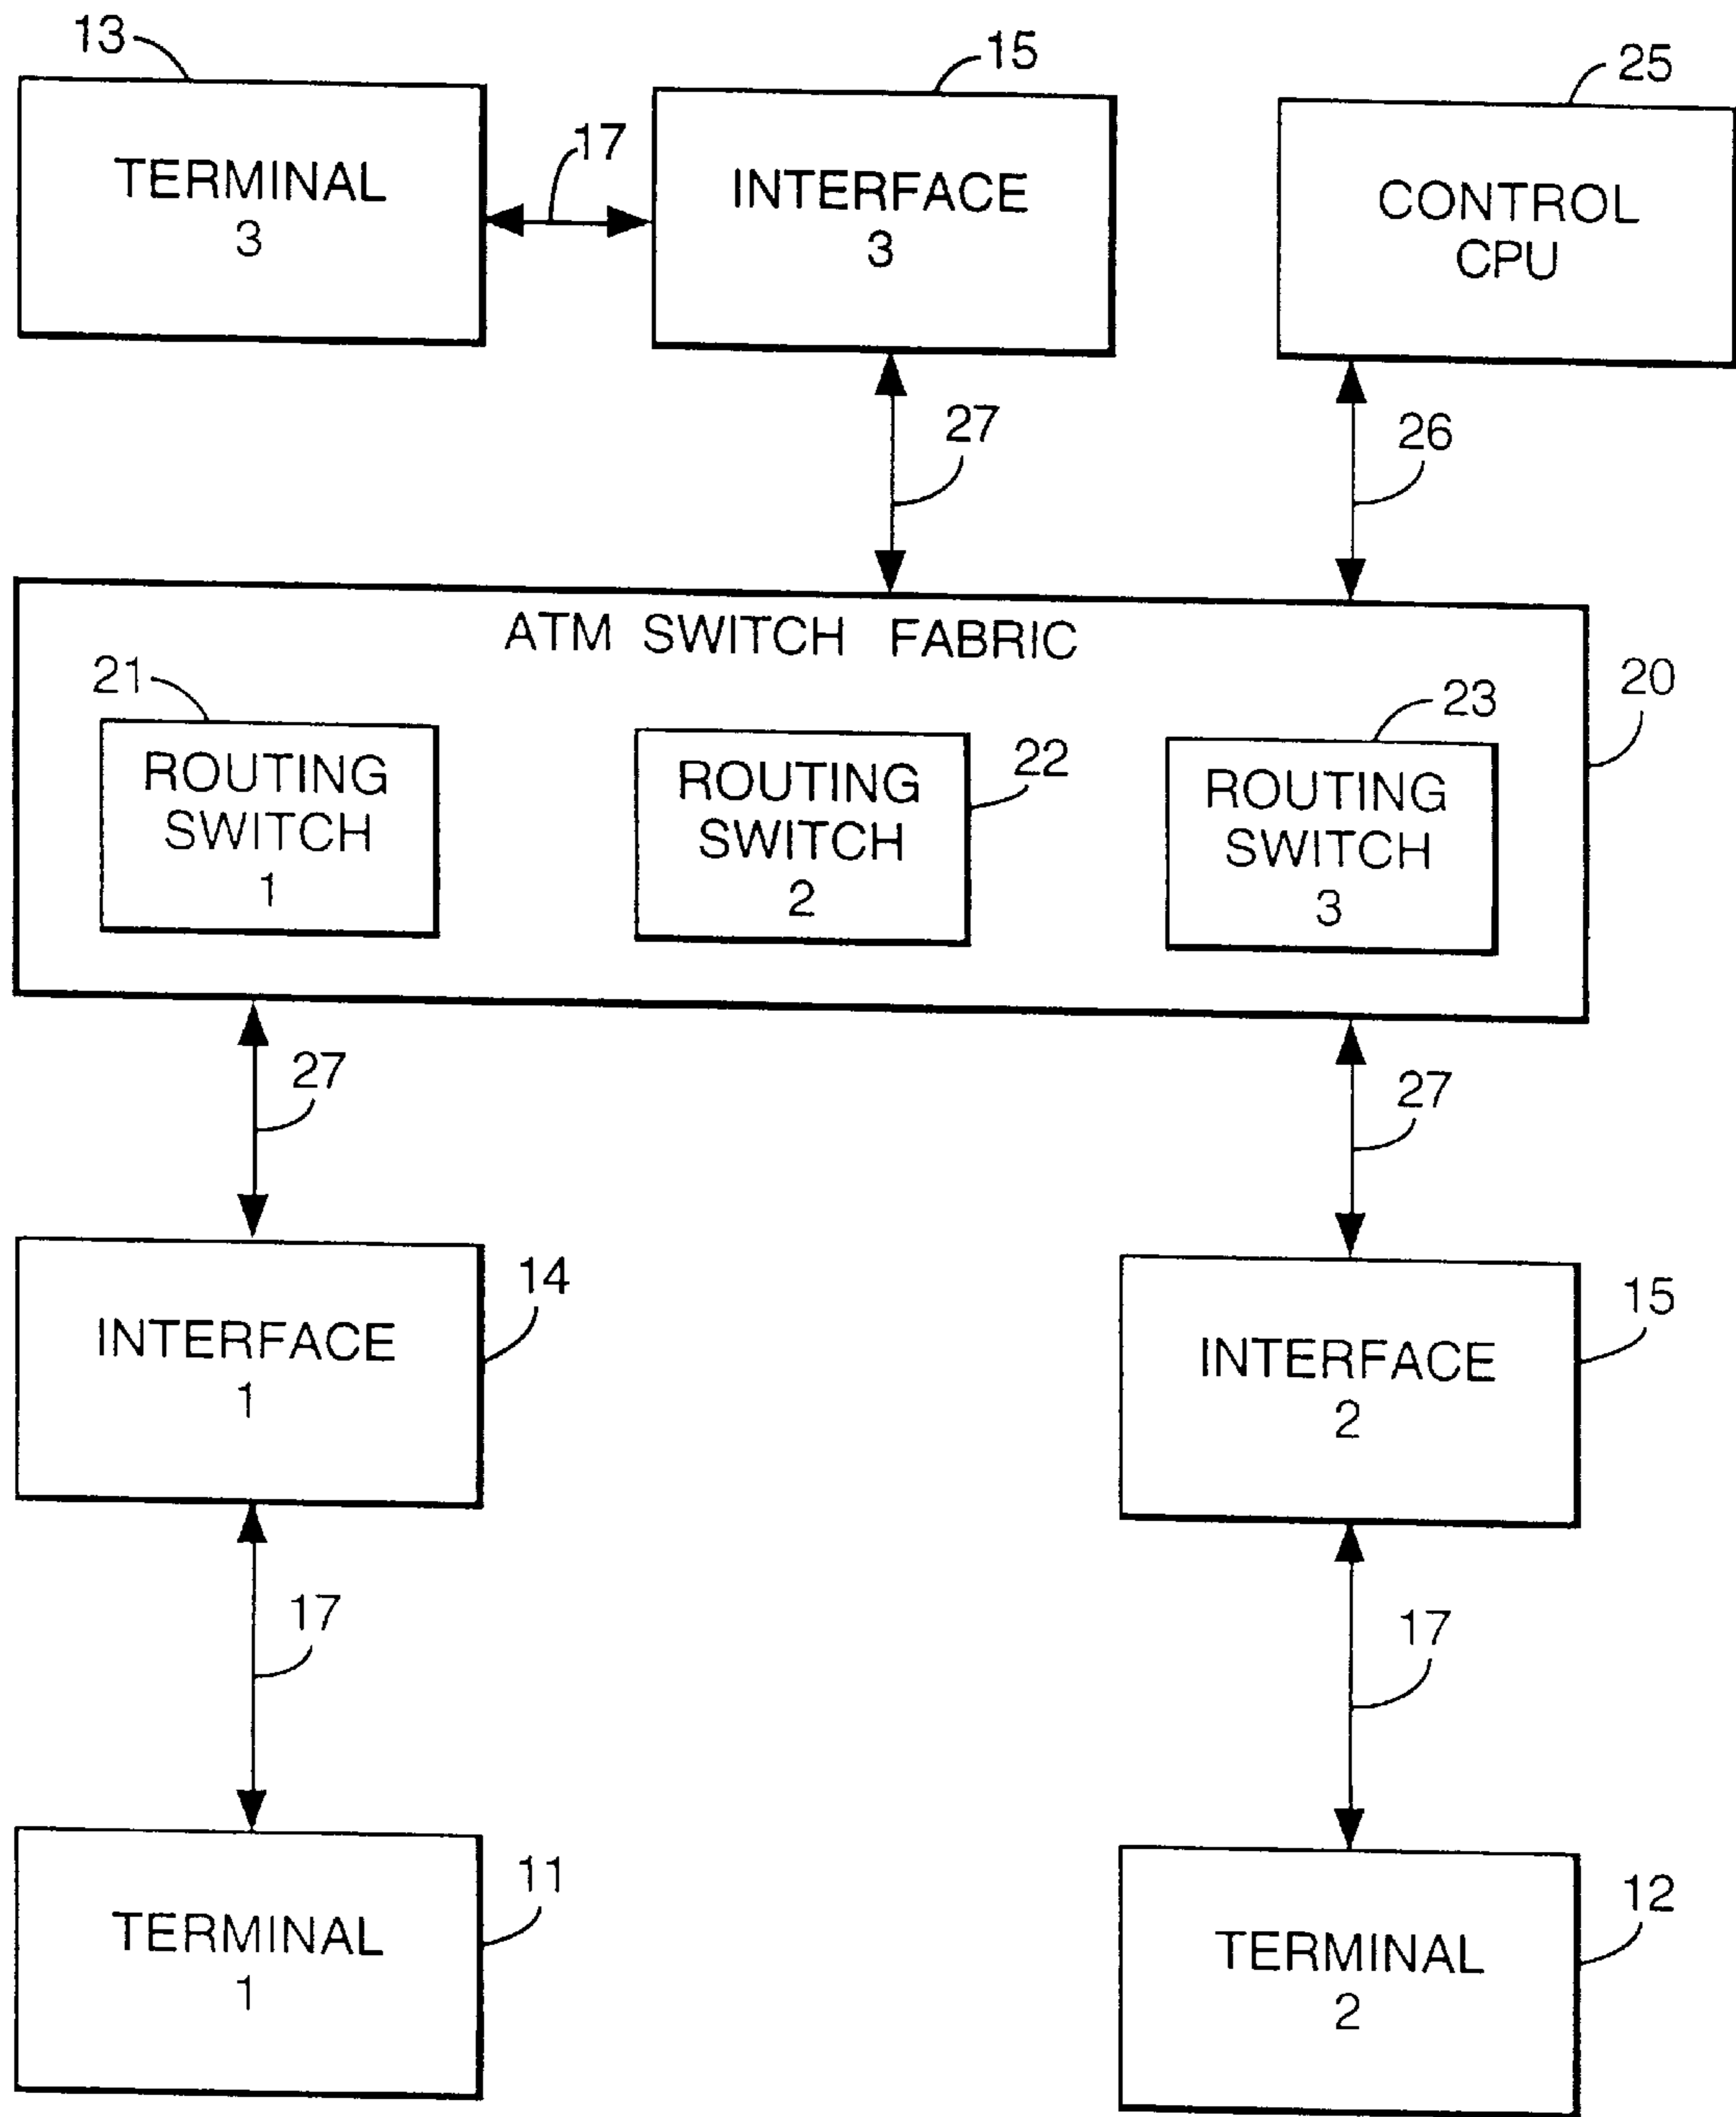 13
15
25
TERMINAL
3
17
INTERFACE
3
CONTROL
CPU
27
26
ATM SWITCH FABRIC
20
21
ROUTING
SWITCH
1
22
ROUTING
SWITCH
2
23
ROUTING
SWITCH
3
27
27
INTERFACE
1
14
INTERFACE
2
15
17
17
TERMINAL
1
11
TERMINAL
2
12